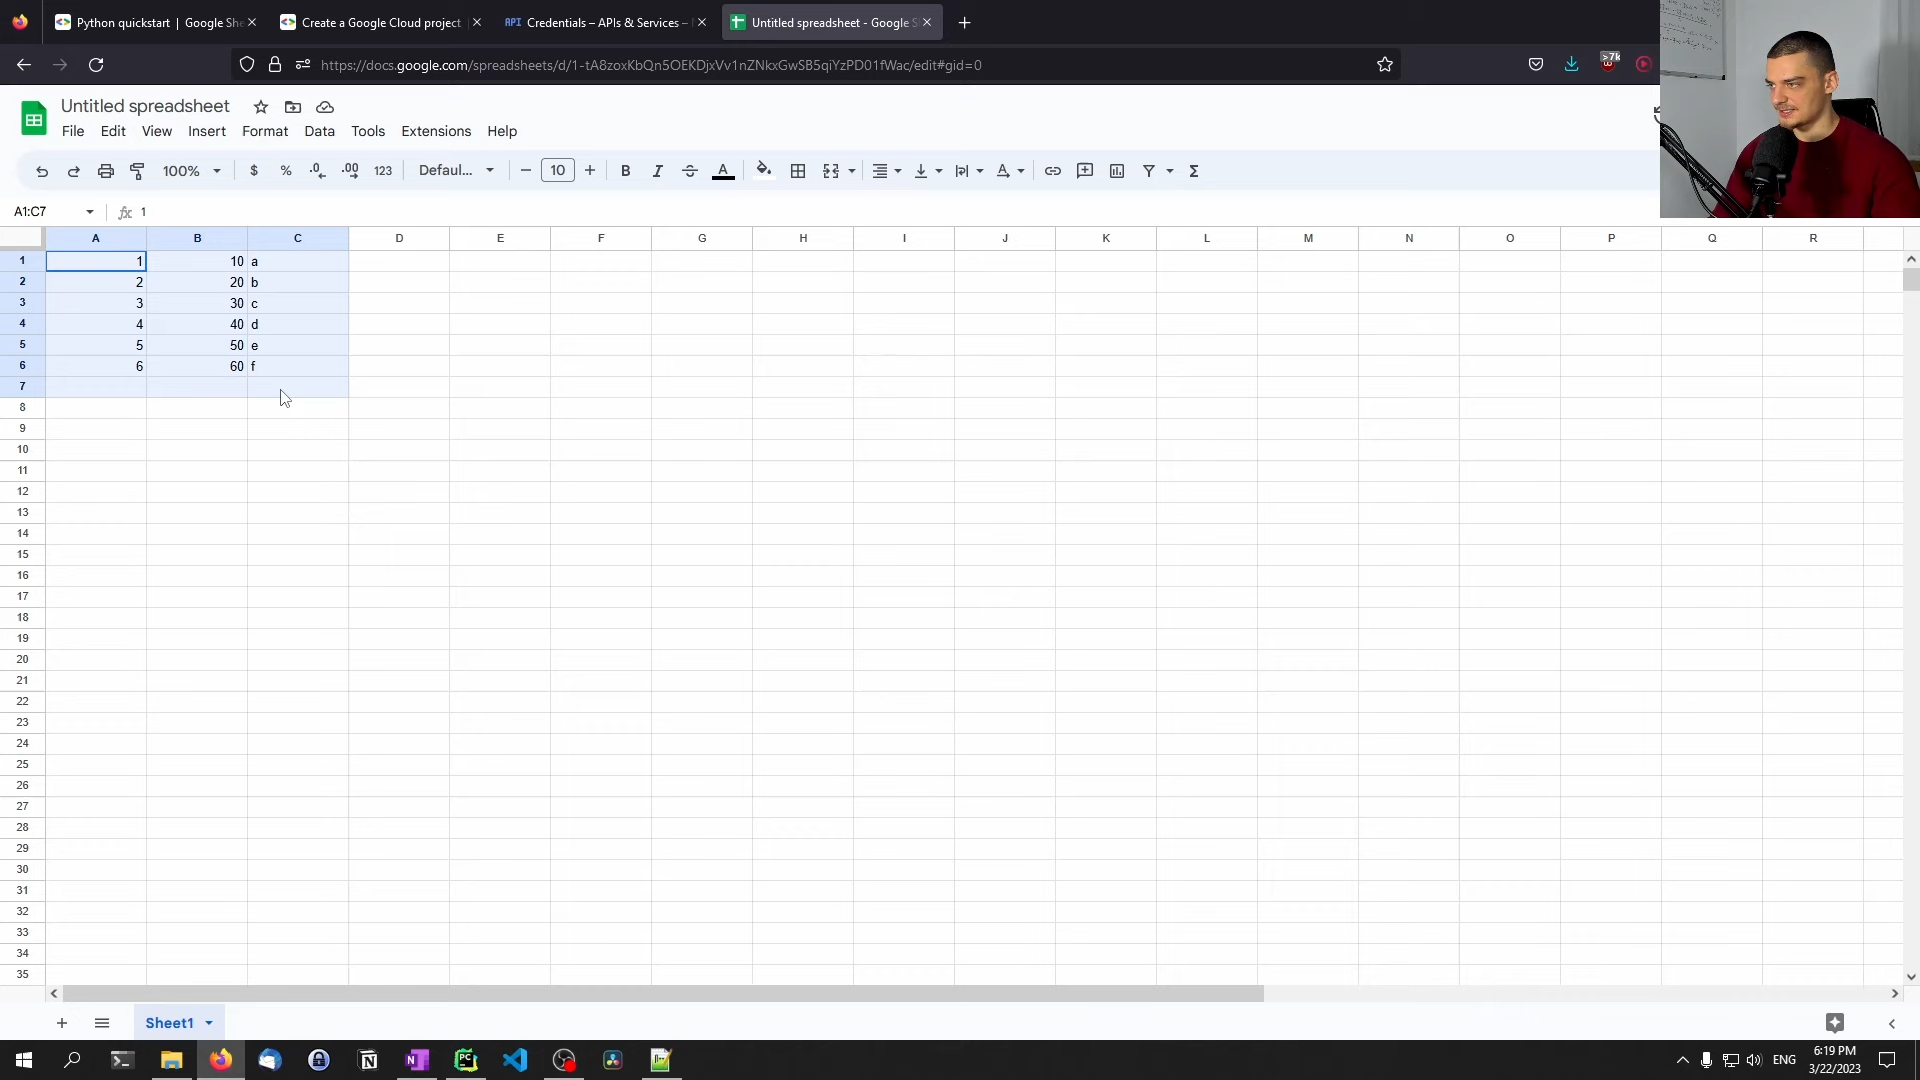 Python quickstart | Google She
Create a Google Cloud project
API Credentials – APIs & Services –
Untitled spreadsheet - Google S
https://docs.google.com/spreadsheets/d/1-tA8zoxKbQn5OEKDjxVv1nZNkxGwSB5qiYzPD01fWac/edit#gid=0
>7k
Untitled spreadsheet
File Edit View Insert Format Data Tools Extensions Help
100% $ % .0 .00 123 Defaul... − 10 + B I A Σ
A1:C7 fx 1
A B C D E F G H I J K L M N O P Q R
1 1 10 a
2 2 20 b
3 3 30 c
4 4 40 d
5 5 50 e
6 6 60 f
7
8
9
10
11
12
13
14
15
16
17
18
19
20
21
22
23
24
25
26
27
28
29
30
31
32
33
34
35
Sheet1
ENG
6:19 PM
3/22/2023